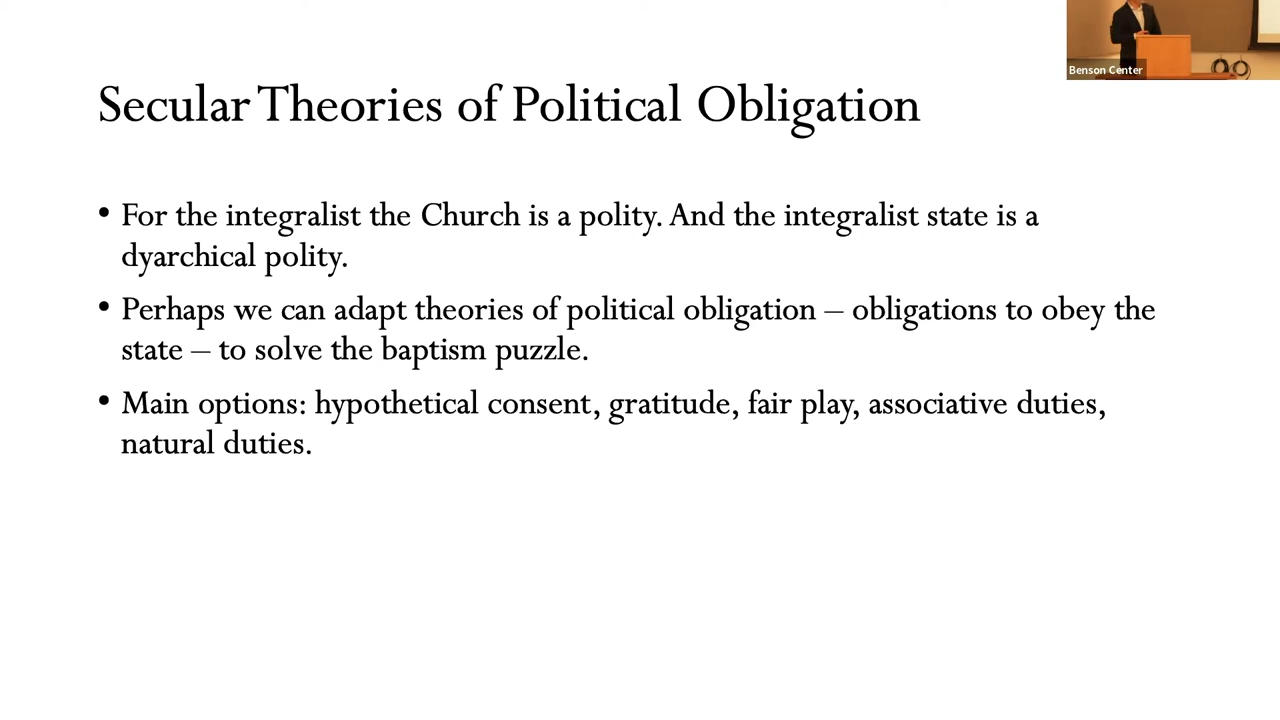 Benson Center
Secular Theories of Political Obligation
• For the integralist the Church is a polity. And the integralist state is a
dyarchical polity.
• Perhaps we can adapt theories of political obligation – obligations to obey the
state – to solve the baptism puzzle.
• Main options: hypothetical consent, gratitude, fair play, associative duties,
natural duties.